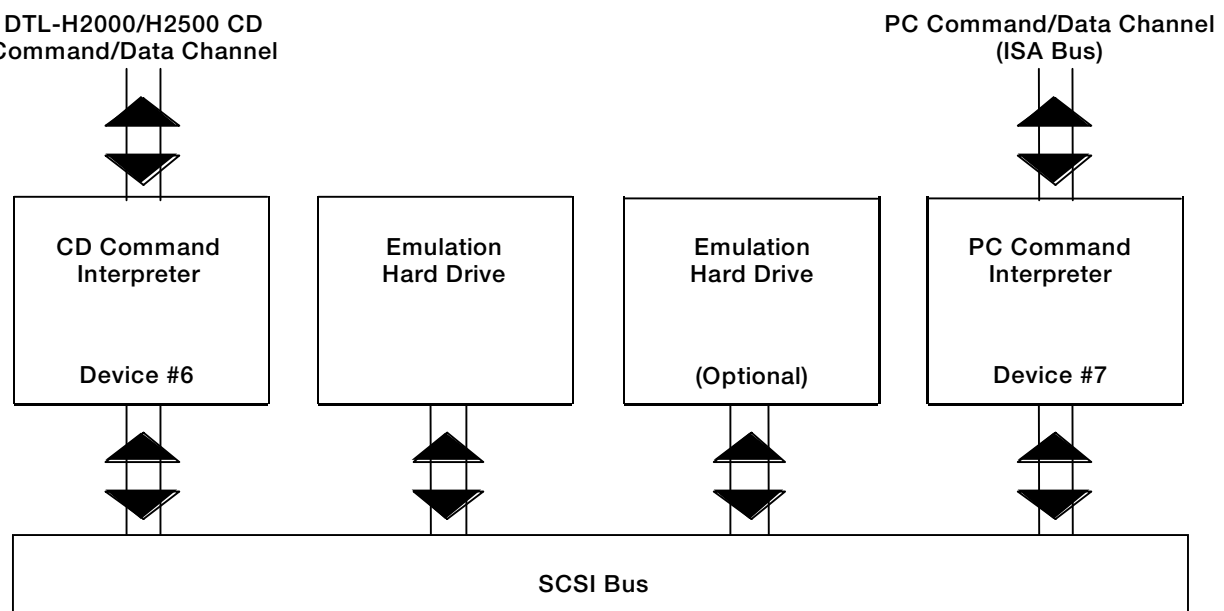 DTL-H2000/H2500 CD
Command/Data Channel
PC Command/Data Channel
(ISA Bus)
CD Command
Interpreter
Device #6
Emulation
Hard Drive
Emulation
Hard Drive
(Optional)
PC Command
Interpreter
Device #7
SCSI Bus